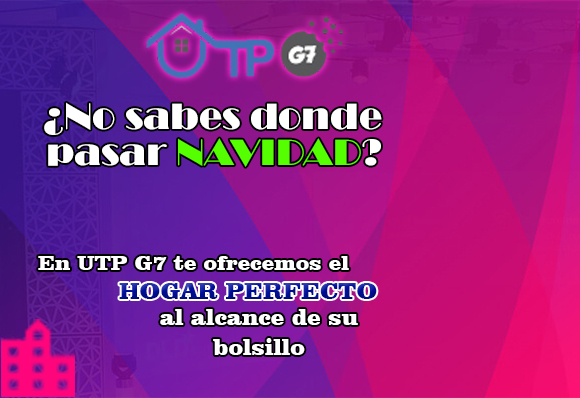 UTP G7
¿No sabes donde
pasar NAVIDAD?
En UTP G7 te ofrecemos el
HOGAR PERFECTO
al alcance de su
bolsillo